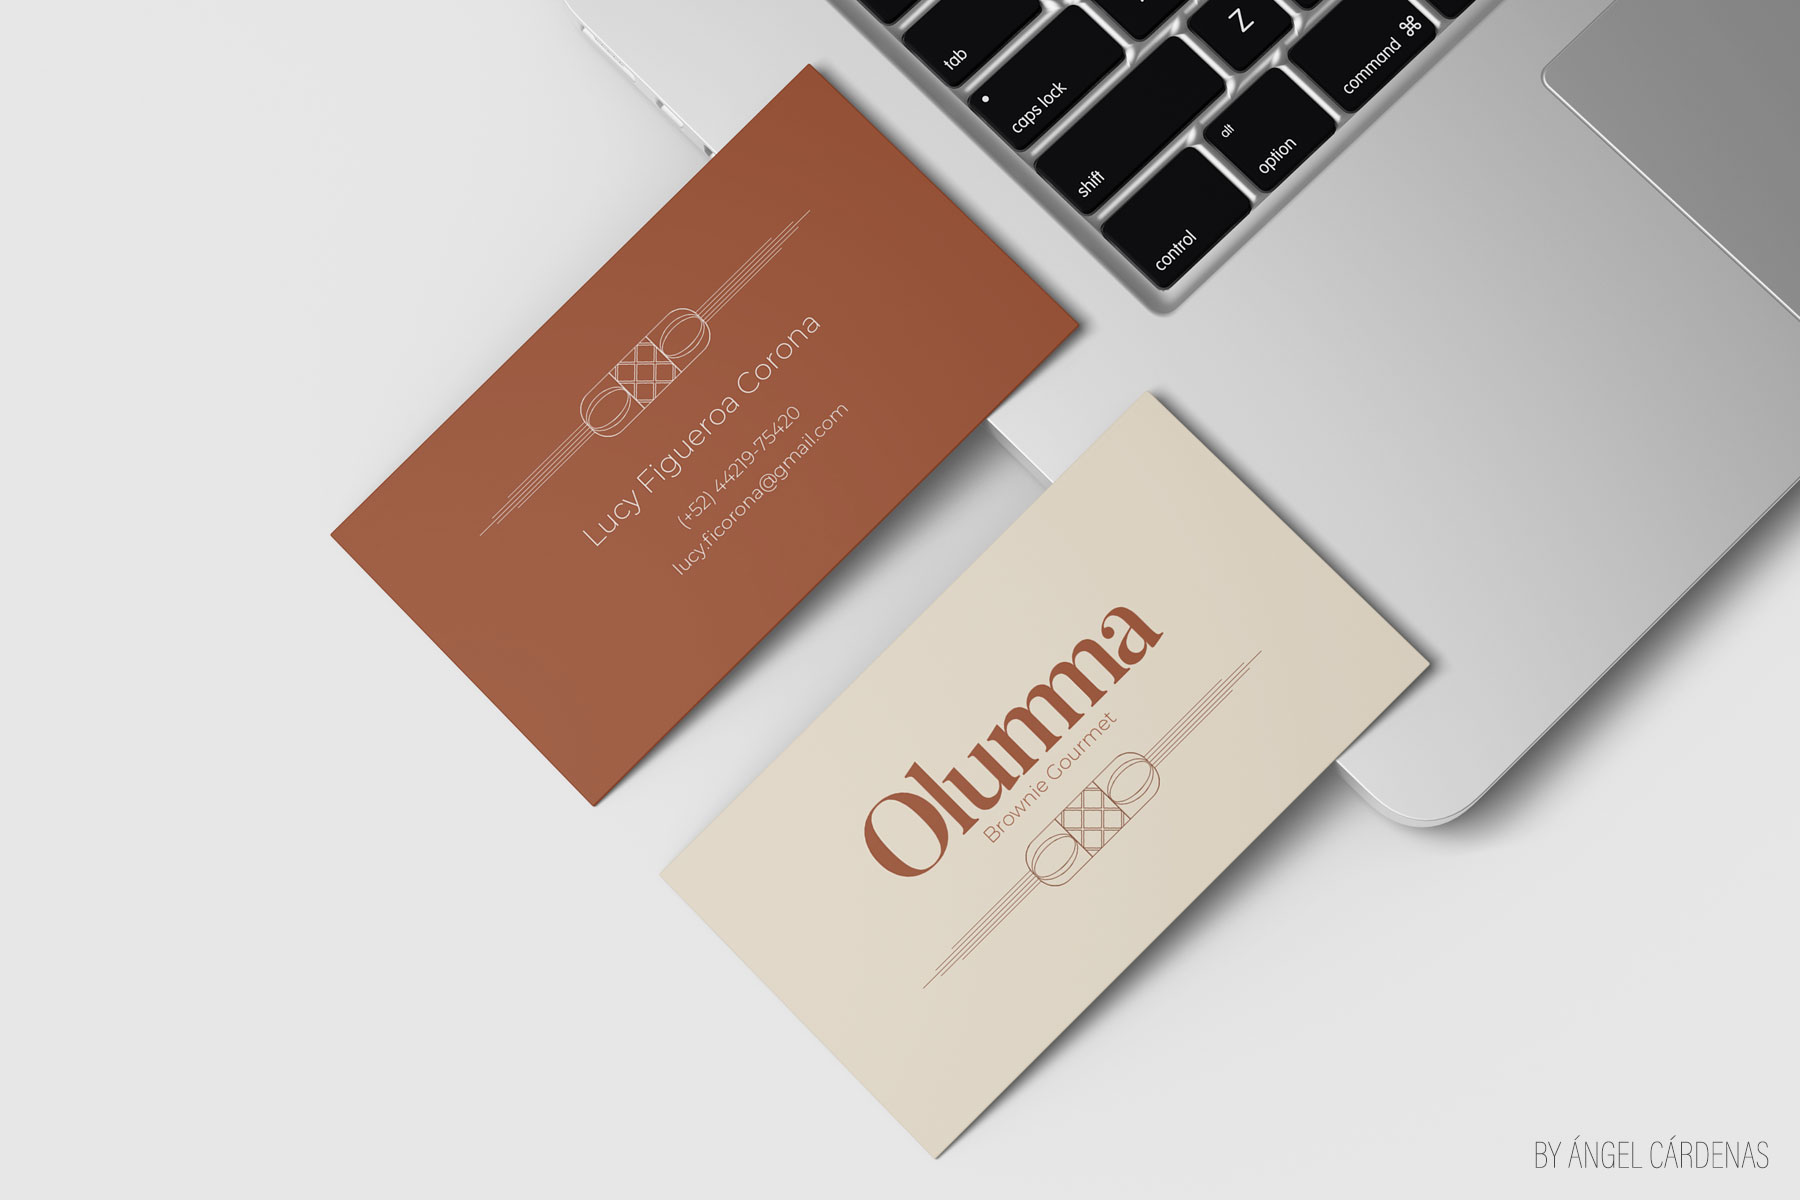 tab
caps lock
shift
Z
control
alt
option
command ⌘
Lucy Figueroa Corona
(+52) 44219-75420
lucy.ficorona@gmail.com
Olumma
Brownie Gourmet
BY ÁNGEL CÁRDENAS